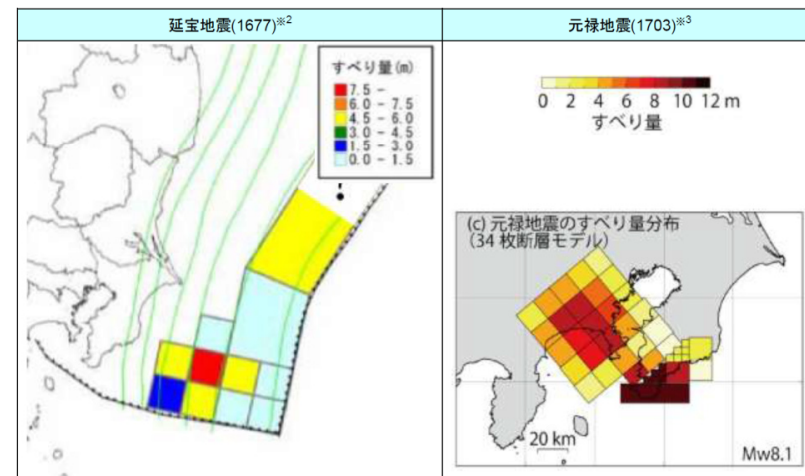 延宝地震(1677)※2
元禄地震(1703)※3
すべり量(m)
7.5 -
6.0 - 7.5
4.5 - 6.0
3.0 - 4.5
1.5 - 3.0
0.0 - 1.5
0 2 4 6 8 10 12 m
すべり量
(c) 元禄地震のすべり量分布
(34 枚断層モデル)
20 km
Mw8.1